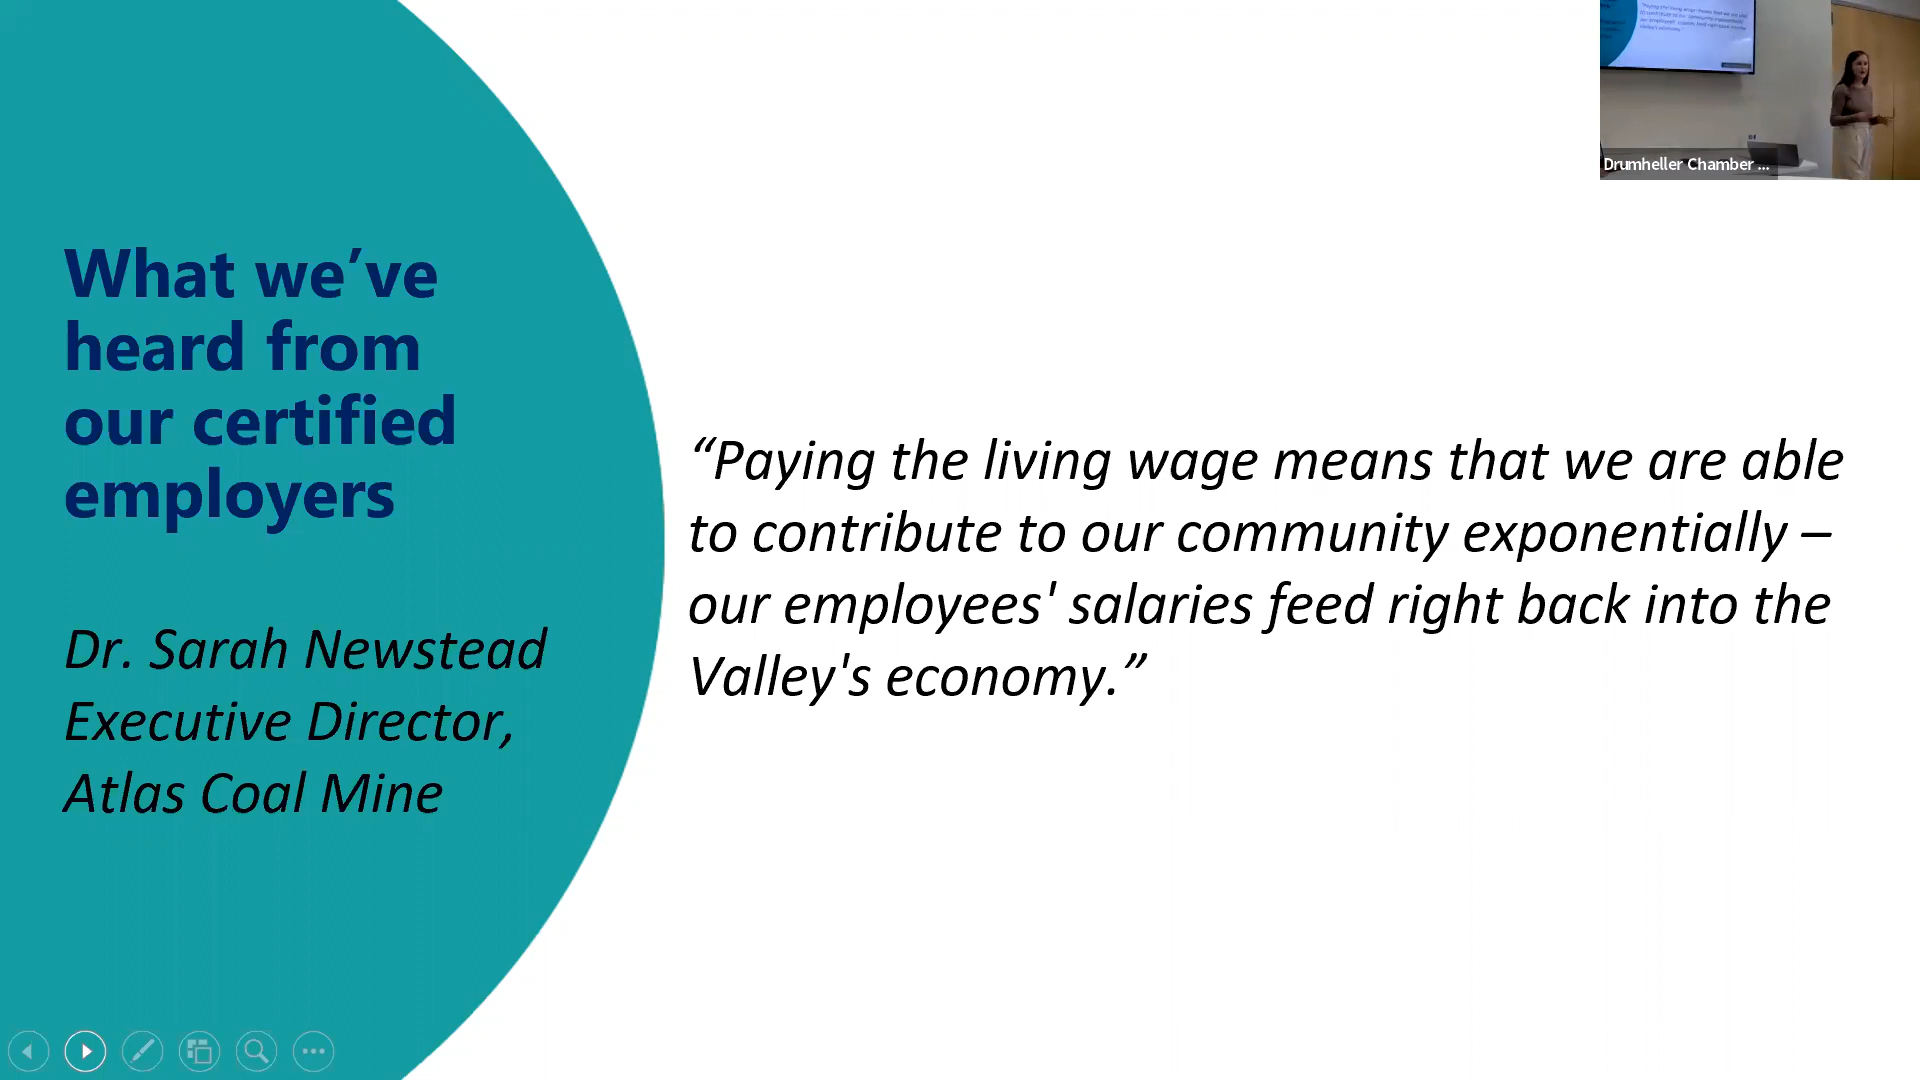 What we’ve
heard from
our certified
employers
Dr. Sarah Newstead
Executive Director,
Atlas Coal Mine
“Paying the living wage means that we are able
to contribute to our community exponentially –
our employees' salaries feed right back into the
Valley's economy.”
Drumheller Chamber ...